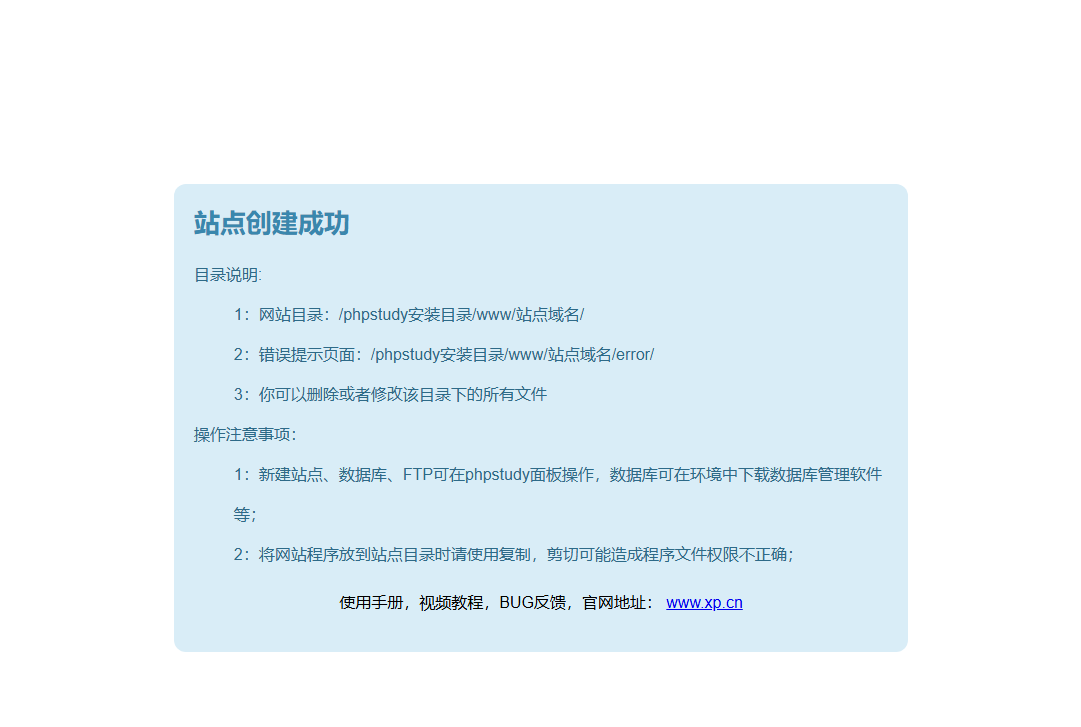 站点创建成功
目录说明:
1：网站目录：/phpstudy安装目录/www/站点域名/
2：错误提示页面：/phpstudy安装目录/www/站点域名/error/
3：你可以删除或者修改该目录下的所有文件
操作注意事项：
1：新建站点、数据库、FTP可在phpstudy面板操作，数据库可在环境中下载数据库管理软件
等；
2：将网站程序放到站点目录时请使用复制，剪切可能造成程序文件权限不正确；
使用手册，视频教程，BUG反馈，官网地址： www.xp.cn